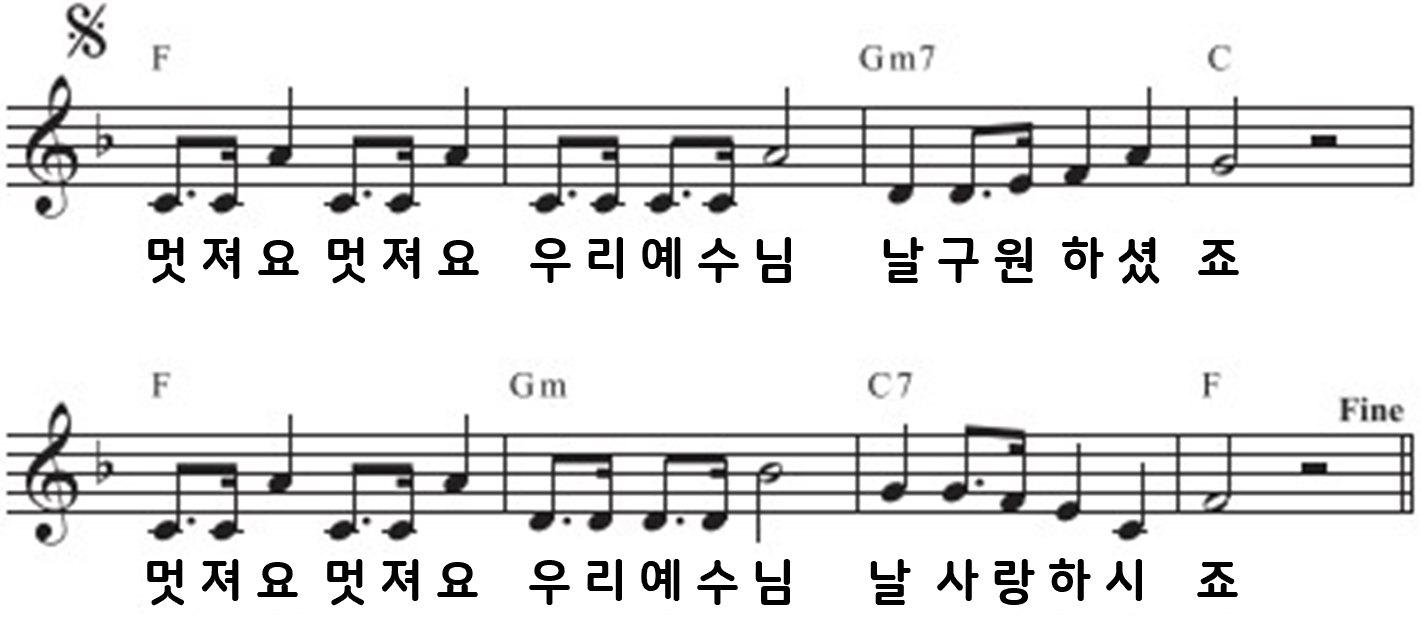 F Gm7 C
멋 져 요 멋 져 요 우 리 예 수 님 날 구 원 하 셨 죠
F Gm C7 F Fine
멋 져 요 멋 져 요 우 리 예 수 님 날 사 랑 하 시 죠